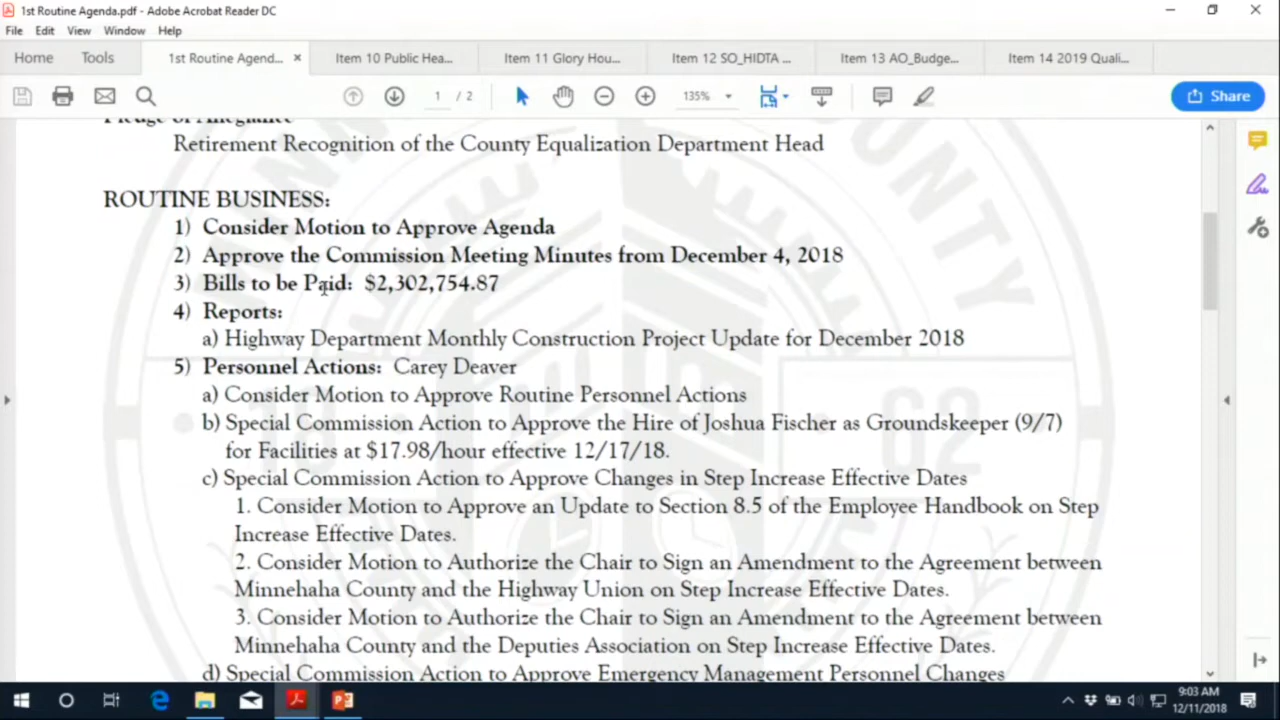 1st Routine Agenda.pdf - Adobe Acrobat Reader DC
File Edit View Window Help
Home Tools 1st Routine Agend... × Item 10 Public Hea... Item 11 Glory Hou... Item 12 SO_HIDTA ... Item 13 AO_Budge... Item 14 2019 Quali...
1 / 2 135% Share
Pledge of Allegiance
Retirement Recognition of the County Equalization Department Head
ROUTINE BUSINESS:
1) Consider Motion to Approve Agenda
2) Approve the Commission Meeting Minutes from December 4, 2018
3) Bills to be Paid: $2,302,754.87
4) Reports:
a) Highway Department Monthly Construction Project Update for December 2018
5) Personnel Actions: Carey Deaver
a) Consider Motion to Approve Routine Personnel Actions
b) Special Commission Action to Approve the Hire of Joshua Fischer as Groundskeeper (9/7)
for Facilities at $17.98/hour effective 12/17/18.
c) Special Commission Action to Approve Changes in Step Increase Effective Dates
1. Consider Motion to Approve an Update to Section 8.5 of the Employee Handbook on Step
Increase Effective Dates.
2. Consider Motion to Authorize the Chair to Sign an Amendment to the Agreement between
Minnehaha County and the Highway Union on Step Increase Effective Dates.
3. Consider Motion to Authorize the Chair to Sign an Amendment to the Agreement between
Minnehaha County and the Deputies Association on Step Increase Effective Dates.
d) Special Commission Action to Approve Emergency Management Personnel Changes
9:03 AM
12/11/2018